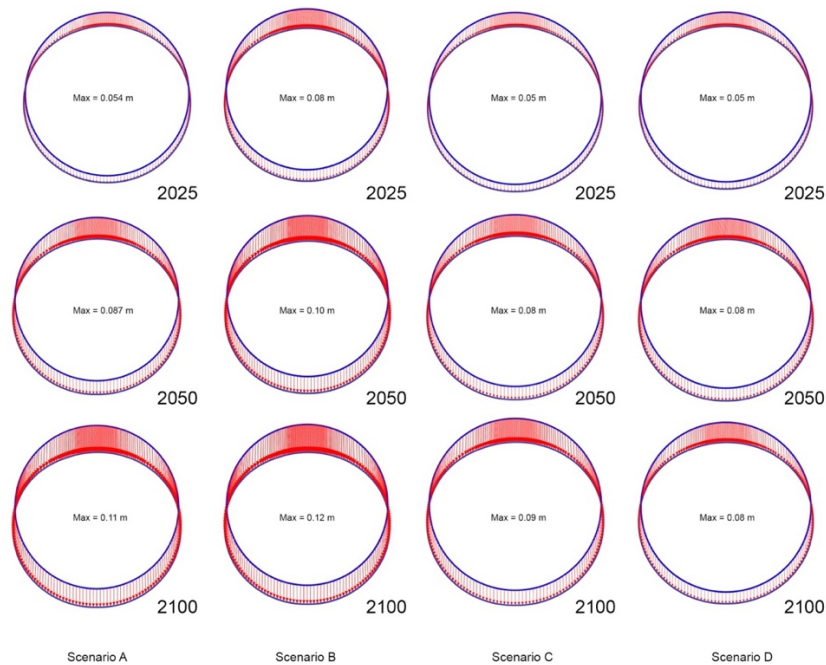 Max = 0.054 m
Max = 0.08 m
Max = 0.05 m
Max = 0.05 m
2025
2025
2025
2025
Max = 0.087 m
Max = 0.10 m
Max = 0.08 m
Max = 0.08 m
2050
2050
2050
2050
Max = 0.11 m
Max = 0.12 m
Max = 0.09 m
Max = 0.08 m
2100
2100
2100
2100
Scenario A
Scenario B
Scenario C
Scenario D